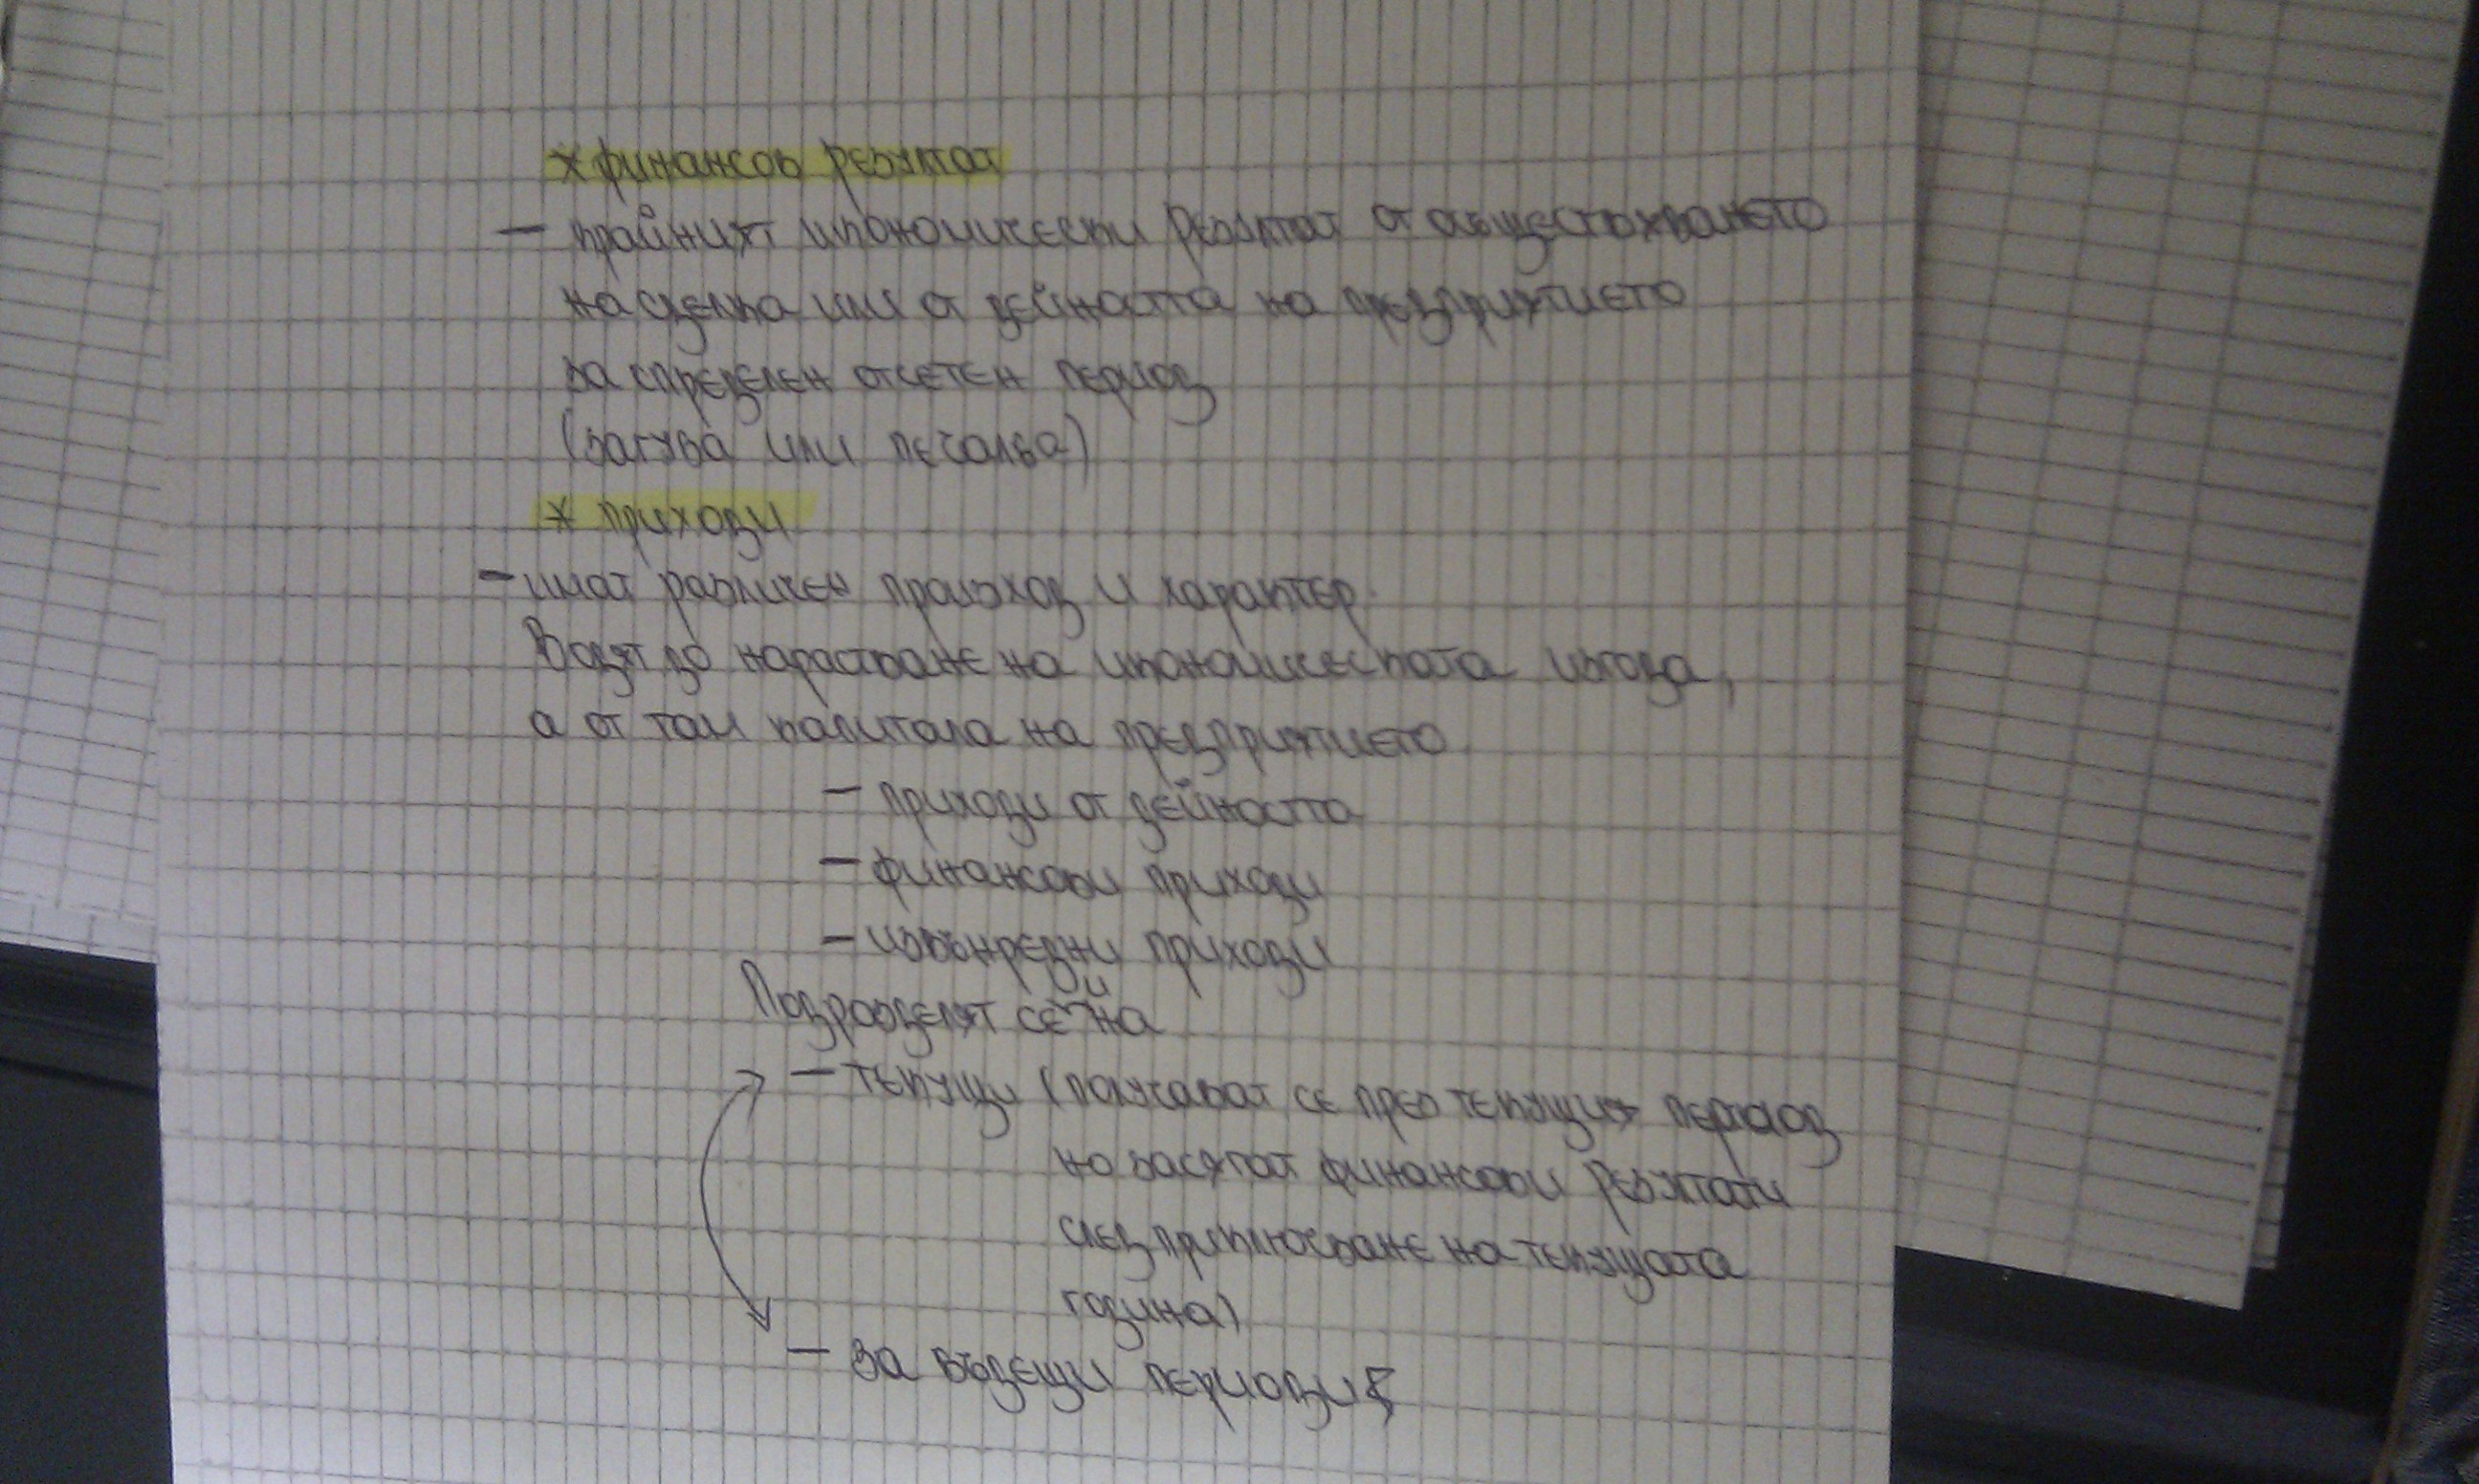 * финансов резултат
— крайният икономически резултат от осъществяването
на сделка или от дейността на предприятието
за определен отчетен период
(загуба или печалба)
* приходи
- имат различен произход и характер.
Водят до нарастване на икономическата изгода,
а от там капитала на предприятието
— приходи от дейността
— финансови приходи
— извънредни приходи
Подразделят се й на
— текущи (получават се през текущия период
но засягат финансови резултати
след приключване на текущата
година)
— За бъдещи периоди